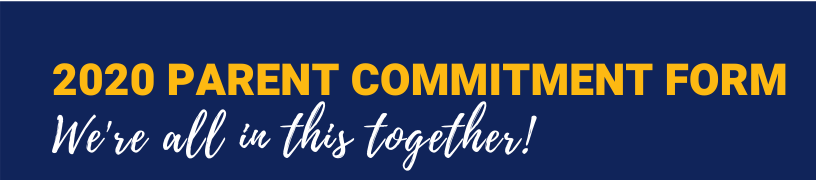 2020 PARENT COMMITMENT FORM
We're all in this together!